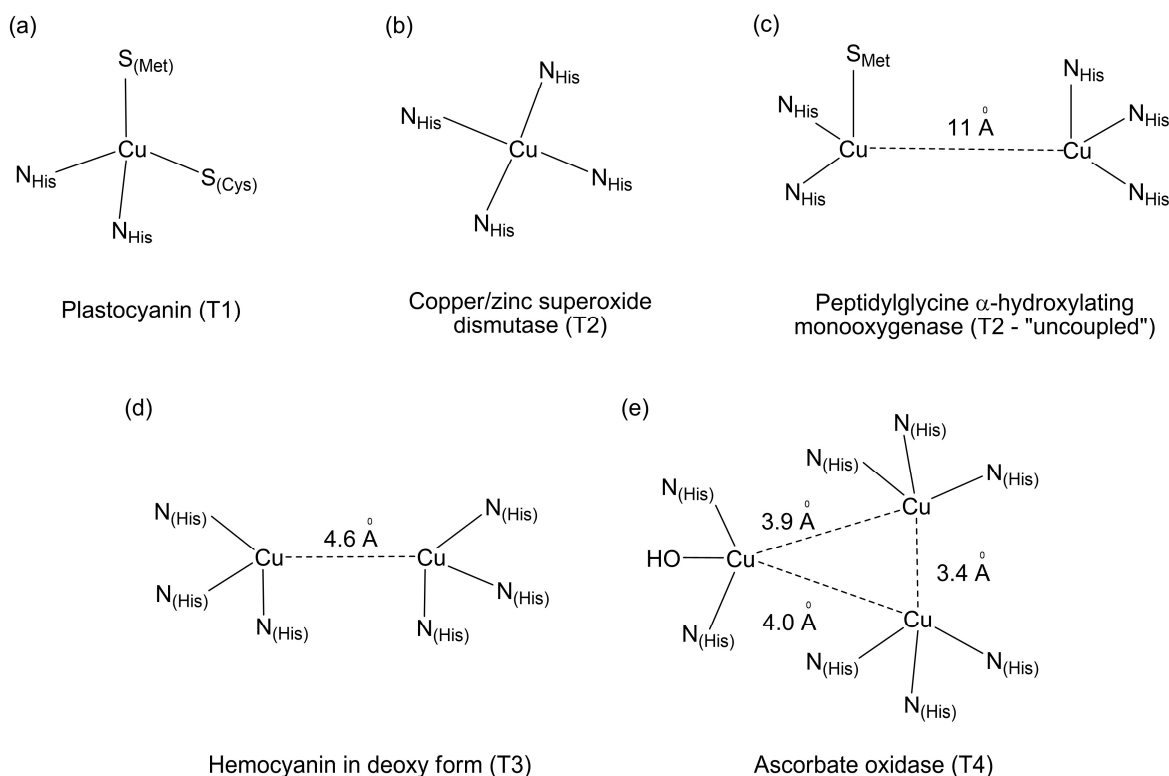 (a)
S(Met)
Cu
NHis
S(Cys)
NHis
Plastocyanin (T1)
(b)
NHis
NHis
Cu
NHis
NHis
Copper/zinc superoxide
dismutase (T2)
(c)
SMet
NHis
NHis
11 Å
NHis
Cu
Cu
NHis
NHis
Peptidylglycine α-hydroxylating
monooxygenase (T2 - "uncoupled")
(d)
N(His)
N(His)
4.6 Å
Cu
Cu
N(His)
N(His)
N(His)
N(His)
Hemocyanin in deoxy form (T3)
(e)
N(His)
N(His)
N(His)
N(His)
Cu
3.9 Å
HO
Cu
3.4 Å
4.0 Å
Cu
N(His)
N(His)
N(His)
N(His)
Ascorbate oxidase (T4)